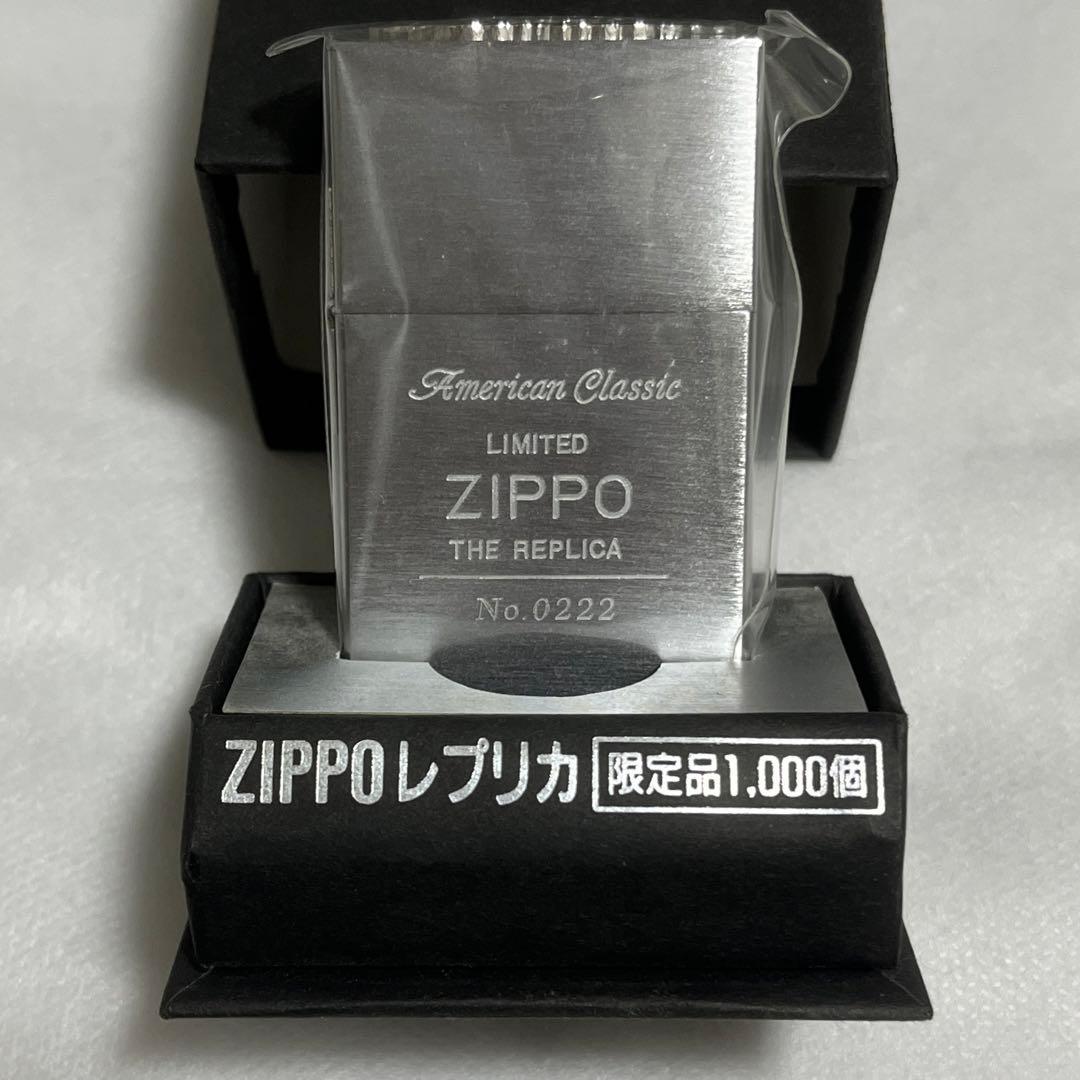 American Classic
LIMITED
ZIPPO
THE REPLICA
No.0222
ZIPPOレプリカ 限定品1,000個